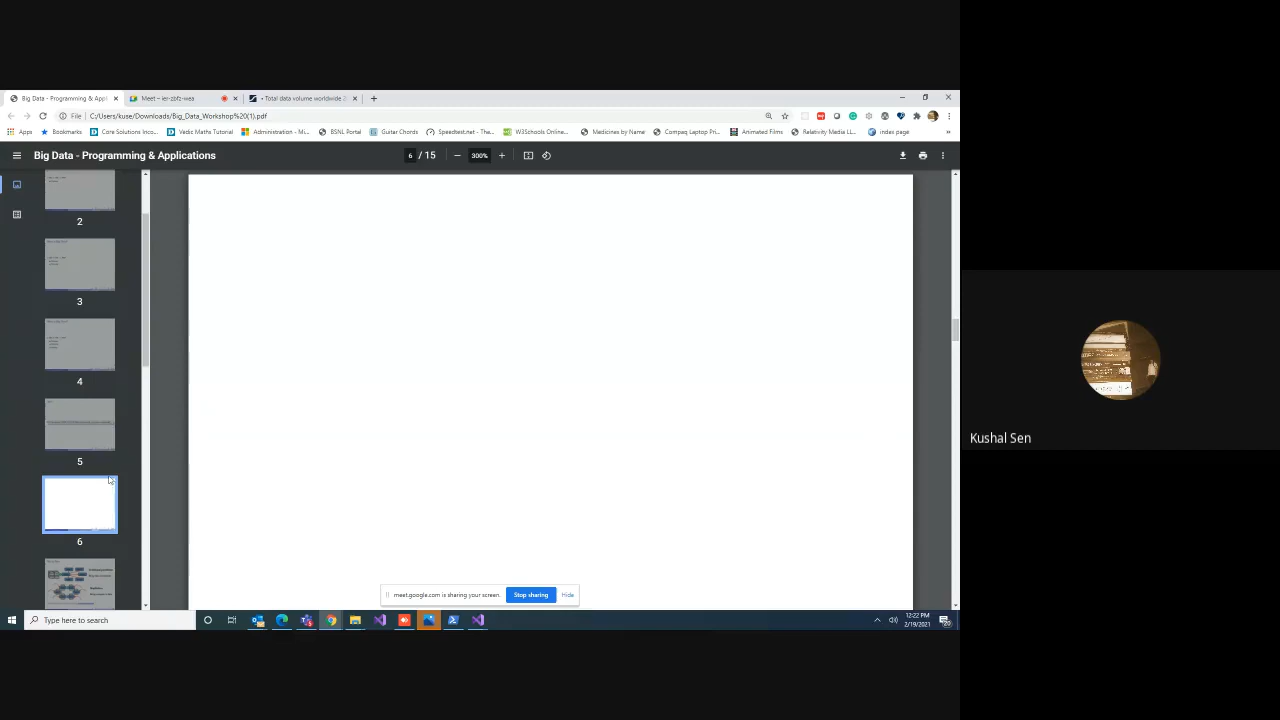 Big Data - Programming & Appli
Meet – ier-zbfz-wea
• Total data volume worldwide 2
File
C:/Users/kuse/Downloads/Big_Data_Workshop%20(1).pdf
Apps
Bookmarks
Core Solutions Inco...
Vedic Maths Tutorial
Administration - Mi...
BSNL Portal
Guitar Chords
Speedtest.net - The...
W3Schools Online...
Medicines by Name
Compaq Laptop Pri...
Animated Films
Relativity Media LL...
index page
»
Big Data - Programming & Applications
6 / 15
300%
2
3
4
5
6
Kushal Sen
meet.google.com is sharing your screen.
Stop sharing
Hide
Type here to search
12:22 PM
2/19/2021